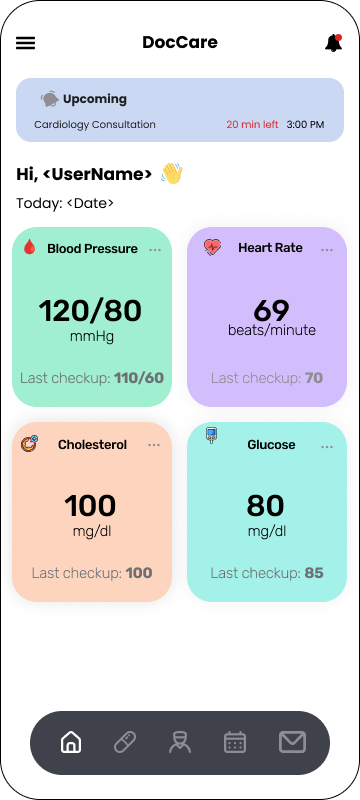 DocCare
Upcoming
Cardiology Consultation 20 min left 3:00 PM
Hi, <UserName> 👋
Today: <Date>
Blood Pressure ...
120/80
mmHg
Last checkup: 110/60
Heart Rate ...
69
beats/minute
Last checkup: 70
Cholesterol ...
100
mg/dl
Last checkup: 100
Glucose ...
80
mg/dl
Last checkup: 85